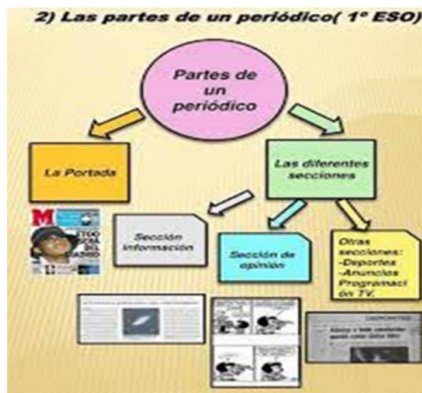 2) Las partes de un periódico( 1º ESO)
Partes de
un
periódico
La Portada
Las diferentes
secciones
Sección
información
Sección de
opinión
Otras
secciones:
-Deportes
-Anuncios
Programaci
ón TV.
M